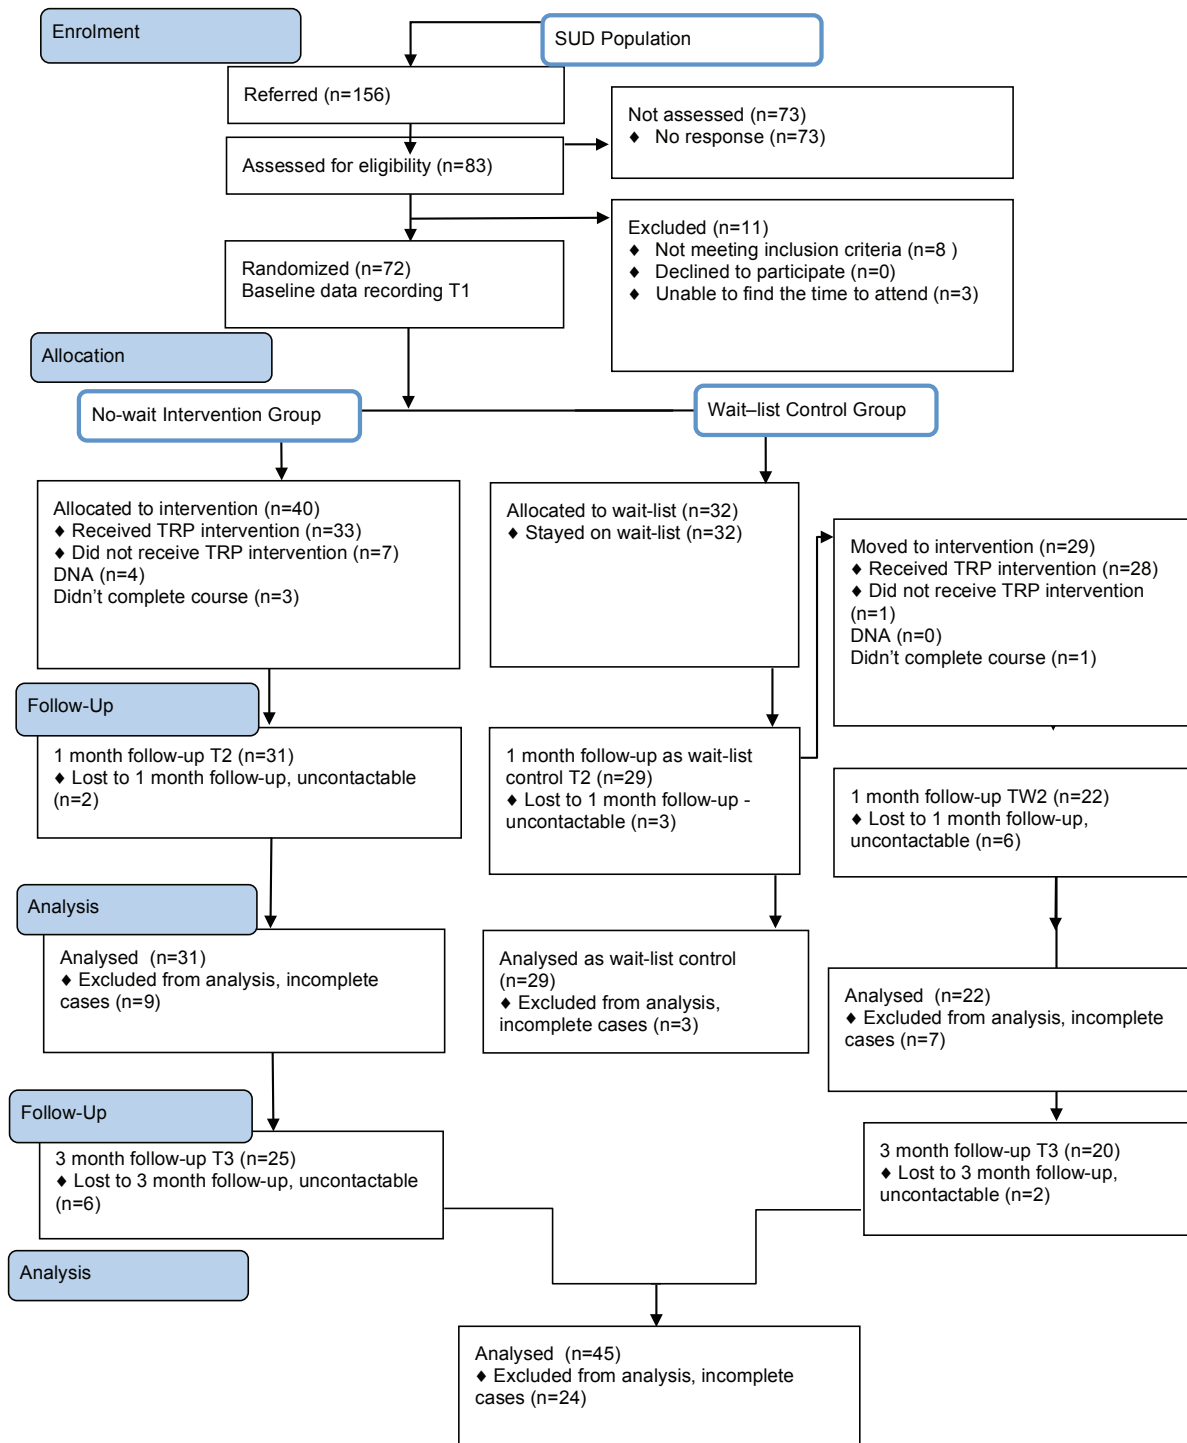 Enrolment
SUD Population
Referred (n=156)
Not assessed (n=73)
♦ No response (n=73)
Assessed for eligibility (n=83)
Excluded (n=11)
♦ Not meeting inclusion criteria (n=8 )
♦ Declined to participate (n=0)
♦ Unable to find the time to attend (n=3)
Randomized (n=72)
Baseline data recording T1
Allocation
No-wait Intervention Group
Wait–list Control Group
Allocated to intervention (n=40)
♦ Received TRP intervention (n=33)
♦ Did not receive TRP intervention (n=7)
DNA (n=4)
Didn’t complete course (n=3)
Allocated to wait-list (n=32)
♦ Stayed on wait-list (n=32)
Moved to intervention (n=29)
♦ Received TRP intervention (n=28)
♦ Did not receive TRP intervention
(n=1)
DNA (n=0)
Didn’t complete course (n=1)
Follow-Up
1 month follow-up T2 (n=31)
♦ Lost to 1 month follow-up, uncontactable
(n=2)
1 month follow-up as wait-list
control T2 (n=29)
♦ Lost to 1 month follow-up -
uncontactable (n=3)
1 month follow-up TW2 (n=22)
♦ Lost to 1 month follow-up,
uncontactable (n=6)
Analysis
Analysed  (n=31)
♦ Excluded from analysis, incomplete
cases (n=9)
Analysed as wait-list control
(n=29)
♦ Excluded from analysis,
incomplete cases (n=3)
Analysed  (n=22)
♦ Excluded from analysis, incomplete
cases (n=7)
Follow-Up
3 month follow-up T3 (n=25)
♦ Lost to 3 month follow-up, uncontactable
(n=6)
3 month follow-up T3 (n=20)
♦ Lost to 3 month follow-up,
uncontactable (n=2)
Analysis
Analysed  (n=45)
♦ Excluded from analysis, incomplete
cases (n=24)